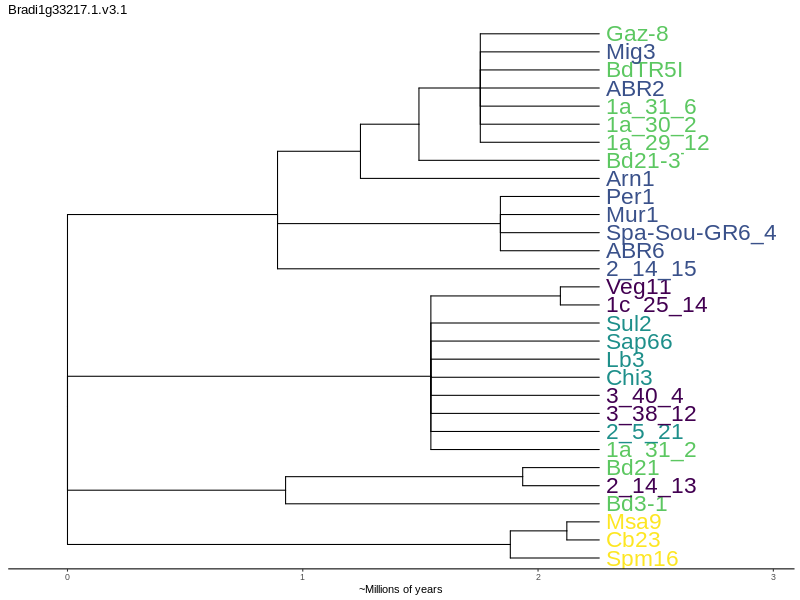 Bradi1g33217.1.v3.1
Gaz-8
Mig3
BdTR5I
ABR2
1a_31_6
1a_30_2
1a_29_12
Bd21-3
Arn1
Per1
Mur1
Spa-Sou-GR6_4
ABR6
2_14_15
Veg11
1c_25_14
Sul2
Sap66
Lb3
Chi3
3_40_4
3_38_12
2_5_21
1a_31_2
Bd21
2_14_13
Bd3-1
Msa9
Cb23
Spm16
0 1 2 3
~Millions of years